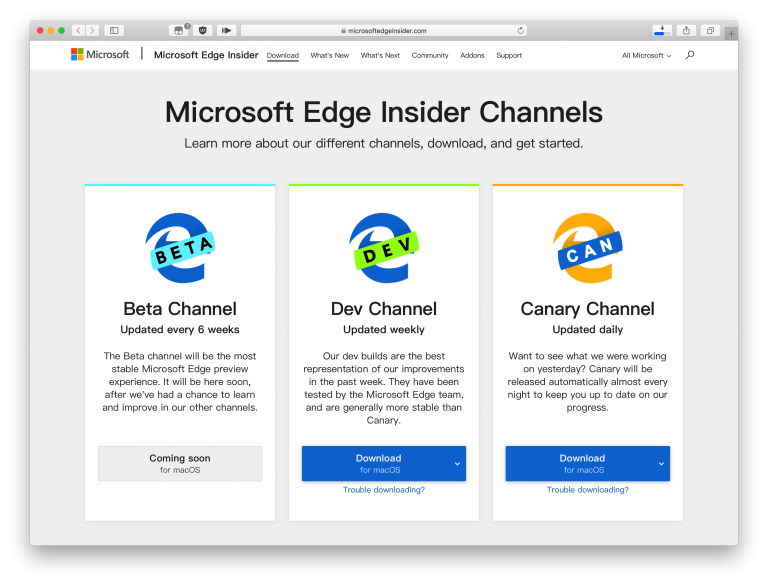 microsoftedgeinsider.com
1
Microsoft
Microsoft Edge Insider
Download
What's New
What's Next
Community
Addons
Support
All Microsoft
Microsoft Edge Insider Channels
Learn more about our different channels, download, and get started.
BETA
Beta Channel
Updated every 6 weeks
The Beta channel will be the most
stable Microsoft Edge preview
experience. It will be here soon,
after we've had a chance to learn
and improve in our other channels.
Coming soon
for macOS
DEV
Dev Channel
Updated weekly
Our dev builds are the best
representation of our improvements
in the past week. They have been
tested by the Microsoft Edge team,
and are generally more stable than
Canary.
Download
for macOS
Trouble downloading?
CAN
Canary Channel
Updated daily
Want to see what we were working
on yesterday? Canary will be
released automatically almost every
night to keep you up to date on our
progress.
Download
for macOS
Trouble downloading?